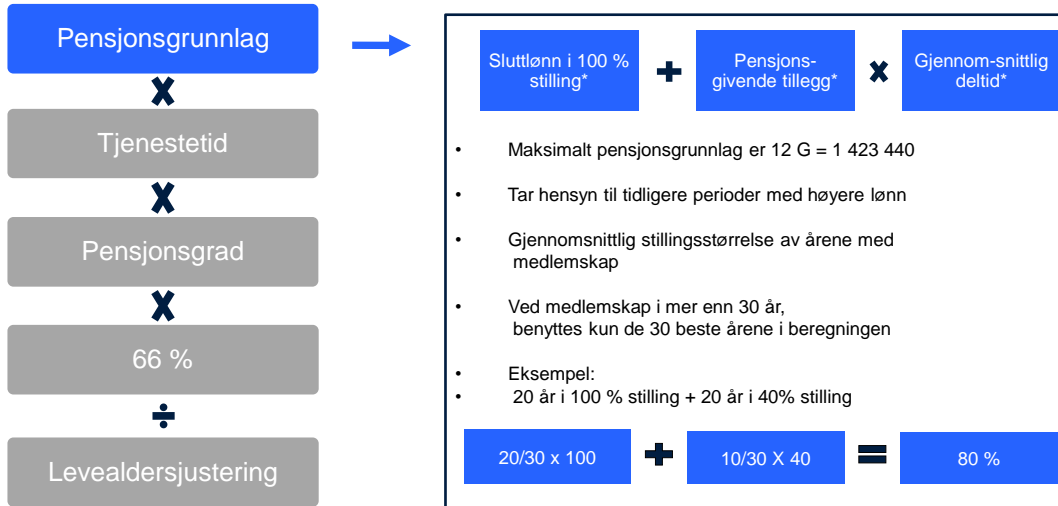 Pensjonsgrunnlag
×
Tjenestetid
×
Pensjonsgrad
×
66 %
÷
Levealdersjustering
Sluttlønn i 100 %
stilling*
+
Pensjons-
givende tillegg*
×
Gjennom-snittlig
deltid*
• Maksimalt pensjonsgrunnlag er 12 G = 1 423 440
• Tar hensyn til tidligere perioder med høyere lønn
• Gjennomsnittlig stillingsstørrelse av årene med
medlemskap
• Ved medlemskap i mer enn 30 år,
benyttes kun de 30 beste årene i beregningen
• Eksempel:
• 20 år i 100 % stilling + 20 år i 40% stilling
20/30 x 100
+
10/30 X 40
=
80 %